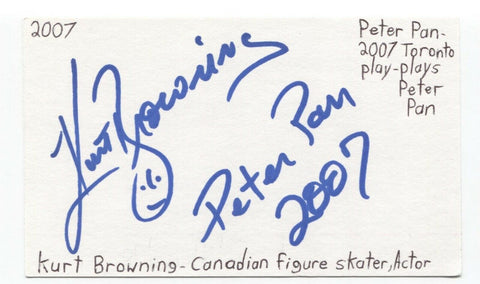 2007
Peter Pan-
2007 Toronto
play-plays
Peter
Pan
Kurt Browning
Peter Pan
2007
Kurt Browning-Canadian figure skater, Actor